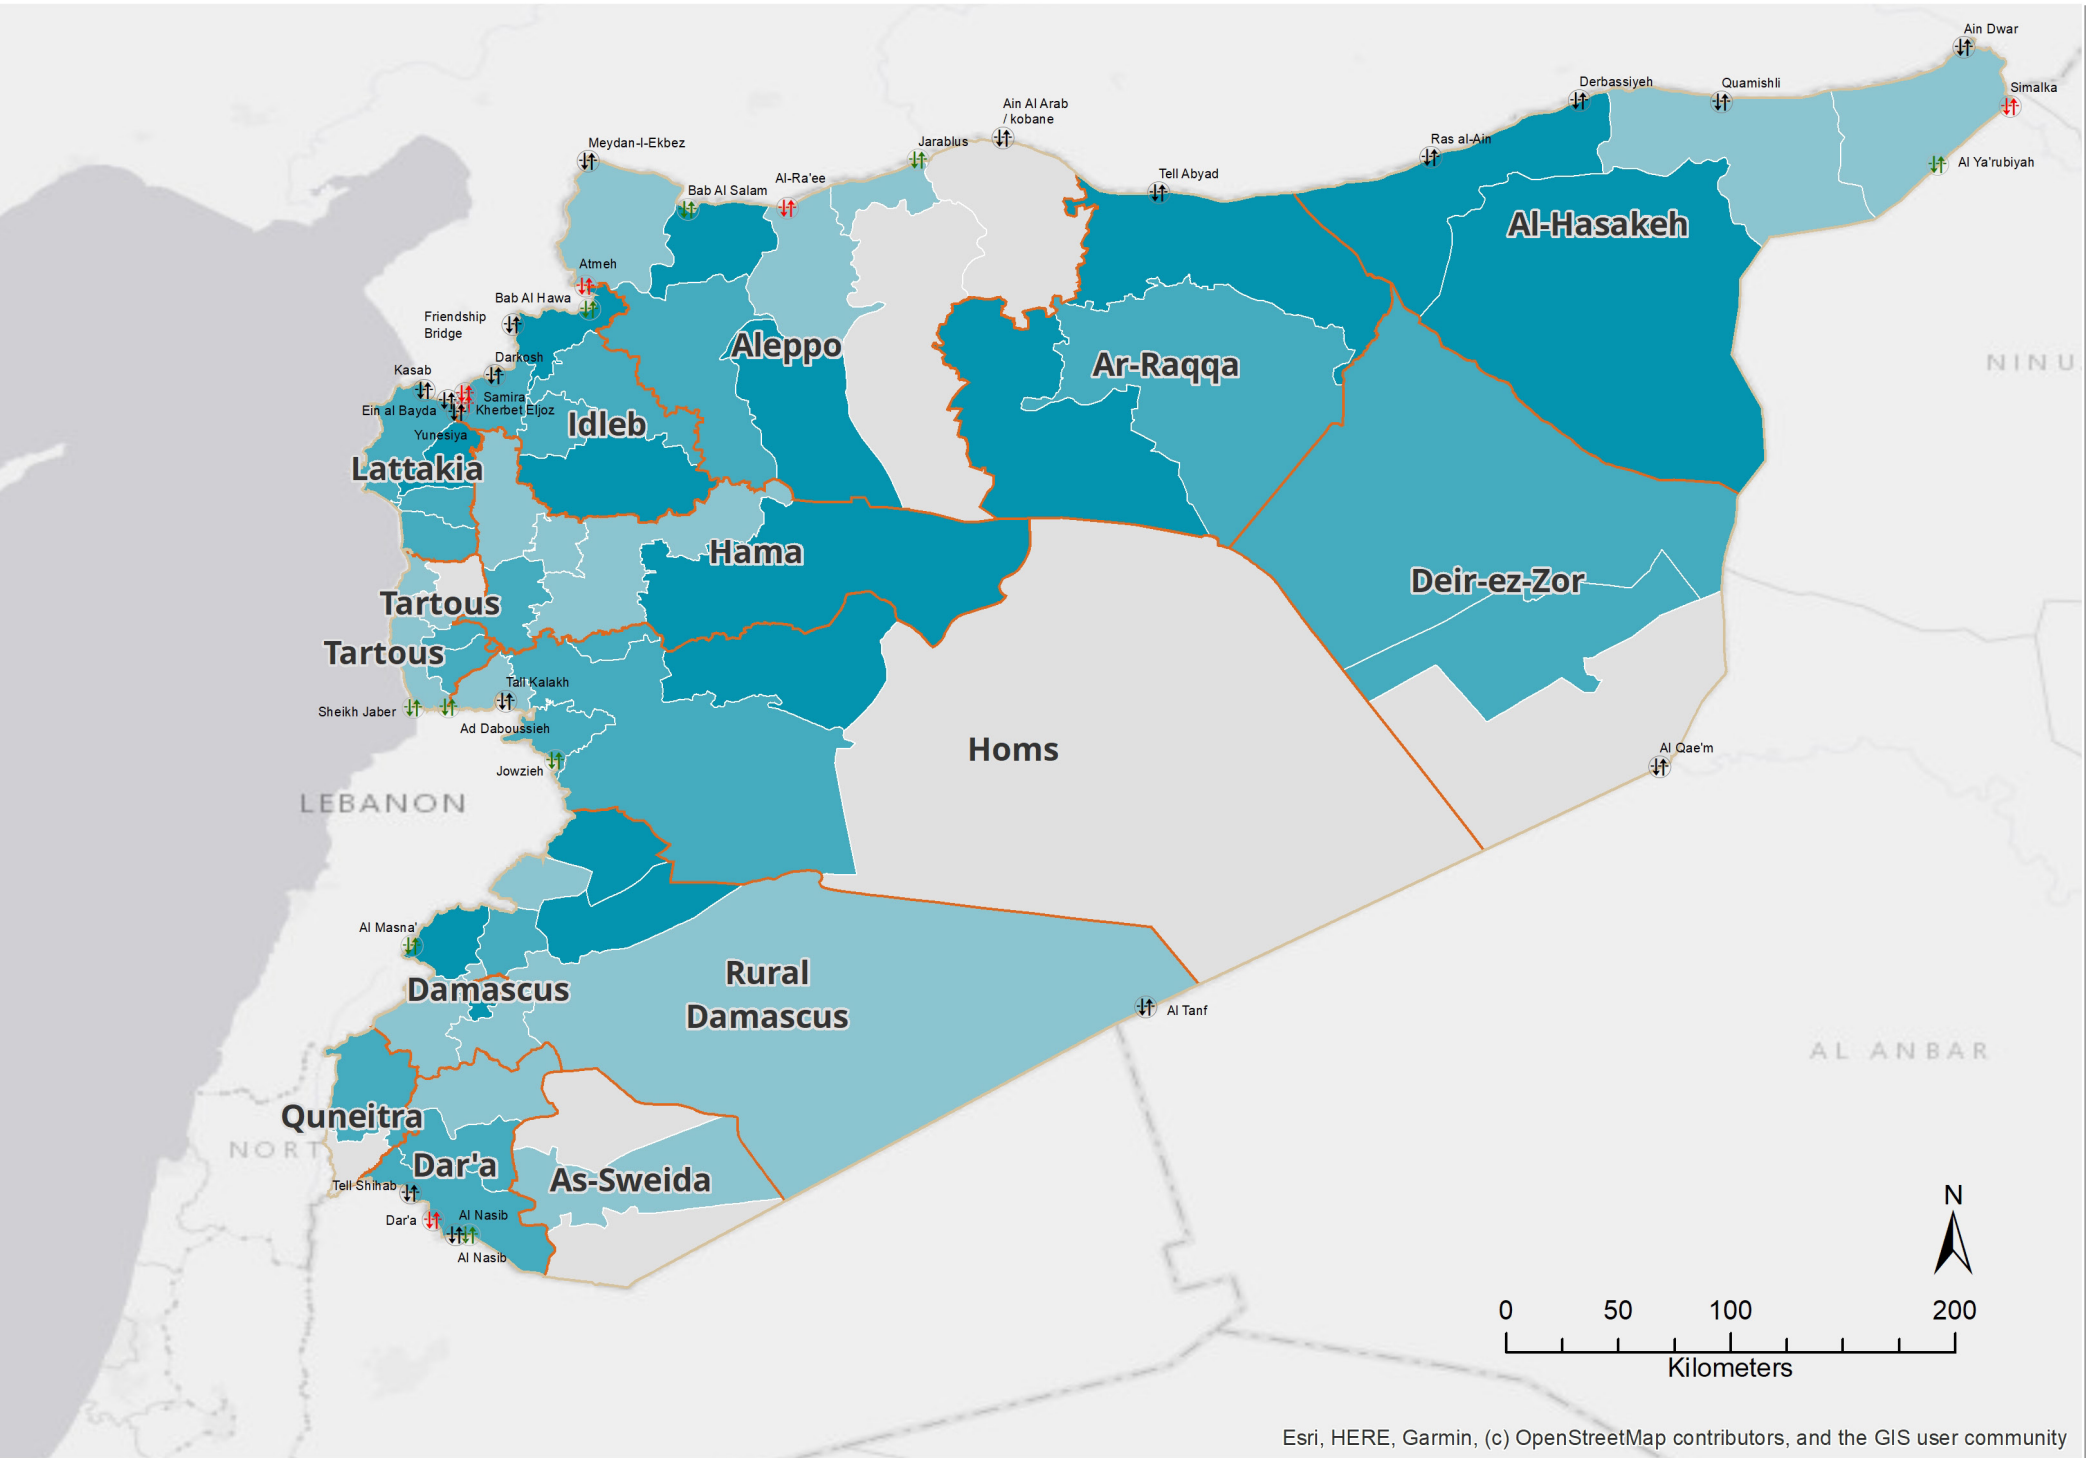 Ain Dwar
Derbassiyeh
Quamishli
Simalka
Ain Al Arab
/ kobane
Meydan-I-Ekbez
Jarablus
Ras al-Ain
Al Ya'rubiyah
Tell Abyad
Al-Ra'ee
Bab Al Salam
Al-Hasakeh
Atmeh
Bab Al Hawa
Friendship
Bridge
Aleppo
Darkosh
Ar-Raqqa
NINU
Kasab
Samira
Ein al Bayda
Kherbet Eljoz
Idleb
Yunesiya
Lattakia
Hama
Deir-ez-Zor
Tartous
Tartous
Tall Kalakh
Sheikh Jaber
Ad Daboussieh
Homs
Al Qae'm
Jowzieh
LEBANON
Al Masna'
Rural
Damascus
Damascus
Al Tanf
AL ANBAR
Quneitra
NORT
Dar'a
As-Sweida
Tell Shihab
Dar'a
Al Nasib
Al Nasib
N
0 50 100 200
Kilometers
Esri, HERE, Garmin, (c) OpenStreetMap contributors, and the GIS user community